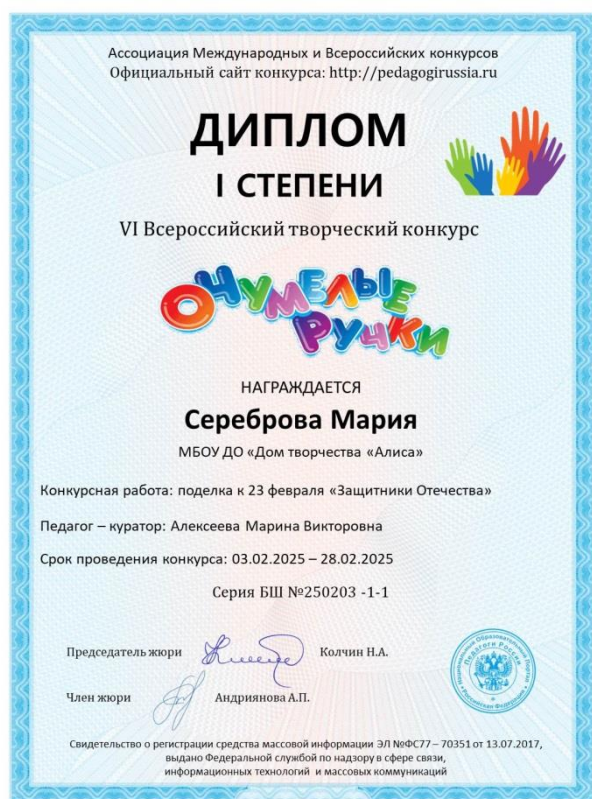 Ассоциация Международных и Всероссийских конкурсов
Официальный сайт конкурса: http://pedagogirussia.ru
ДИПЛОМ
I СТЕПЕНИ
VI Всероссийский творческий конкурс
ОЧУМЕЛЫЕ
РУЧКИ
НАГРАЖДАЕТСЯ
Сереброва Мария
МБОУ ДО «Дом творчества «Алиса»
Конкурсная работа: поделка к 23 февраля «Защитники Отечества»
Педагог – куратор: Алексеева Марина Викторовна
Срок проведения конкурса: 03.02.2025 – 28.02.2025
Серия БШ №250203 -1-1
Председатель жюри Колчин Н.А.
Член жюри Андриянова А.П.
Педагоги России
Российская Федерация
Свидетельство о регистрации средства массовой информации ЭЛ №ФС77 – 70351 от 13.07.2017,
выдано Федеральной службой по надзору в сфере связи,
информационных технологий и массовых коммуникаций